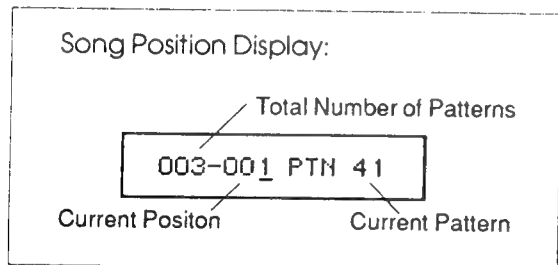 Song Position Display:
Total Number of Patterns
003-001 PTN 41
Current Positon
Current Pattern